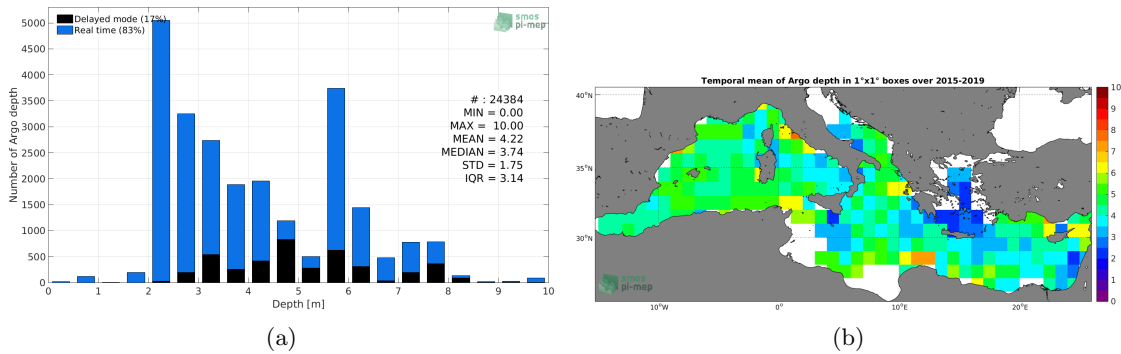 Delayed mode (17%)
Real time (83%)
smos
pi-mep
5000
4500
4000
3500
3000
2500
2000
1500
1000
500
0
Number of Argo depth
# : 24384
MIN = 0.00
MAX = 10.00
MEAN = 4.22
MEDIAN = 3.74
STD = 1.75
IQR = 3.14
0 1 2 3 4 5 6 7 8 9 10
Depth [m]
(a)
Temporal mean of Argo depth in 1°x1° boxes over 2015-2019
40°N
35°N
30°N
10°W 0° 10°E 20°E
smos
pi-mep
10
9
8
7
6
5
4
3
2
1
0
(b)